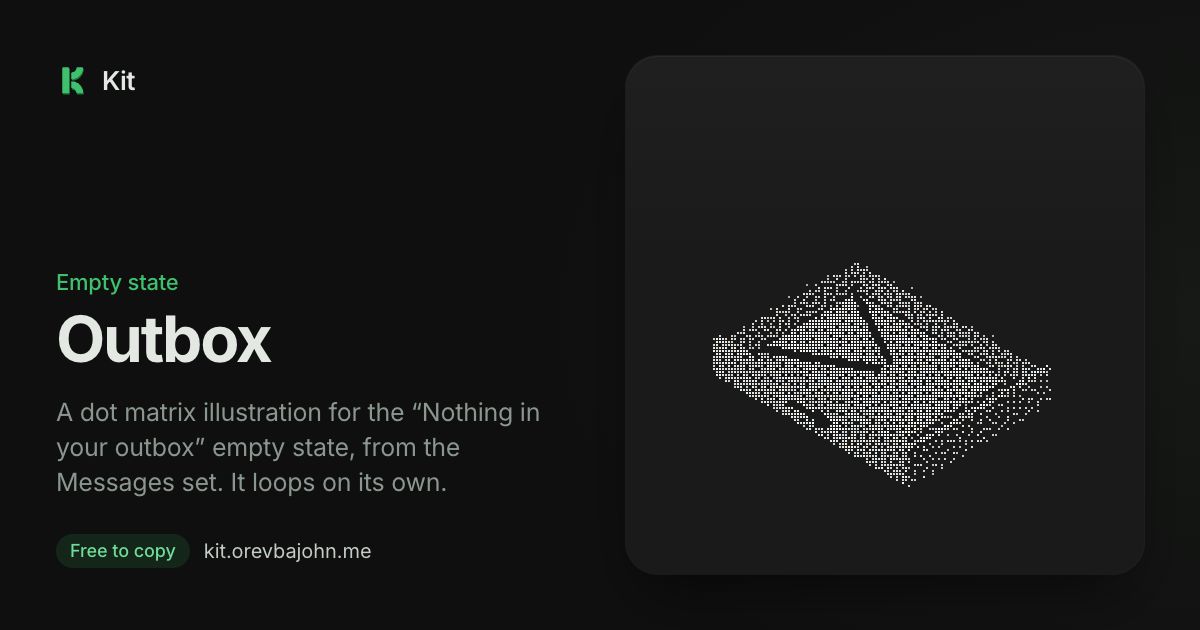 Kit
Empty state
Outbox
A dot matrix illustration for the “Nothing in
your outbox” empty state, from the
Messages set. It loops on its own.
Free to copy
kit.orevbajohn.me